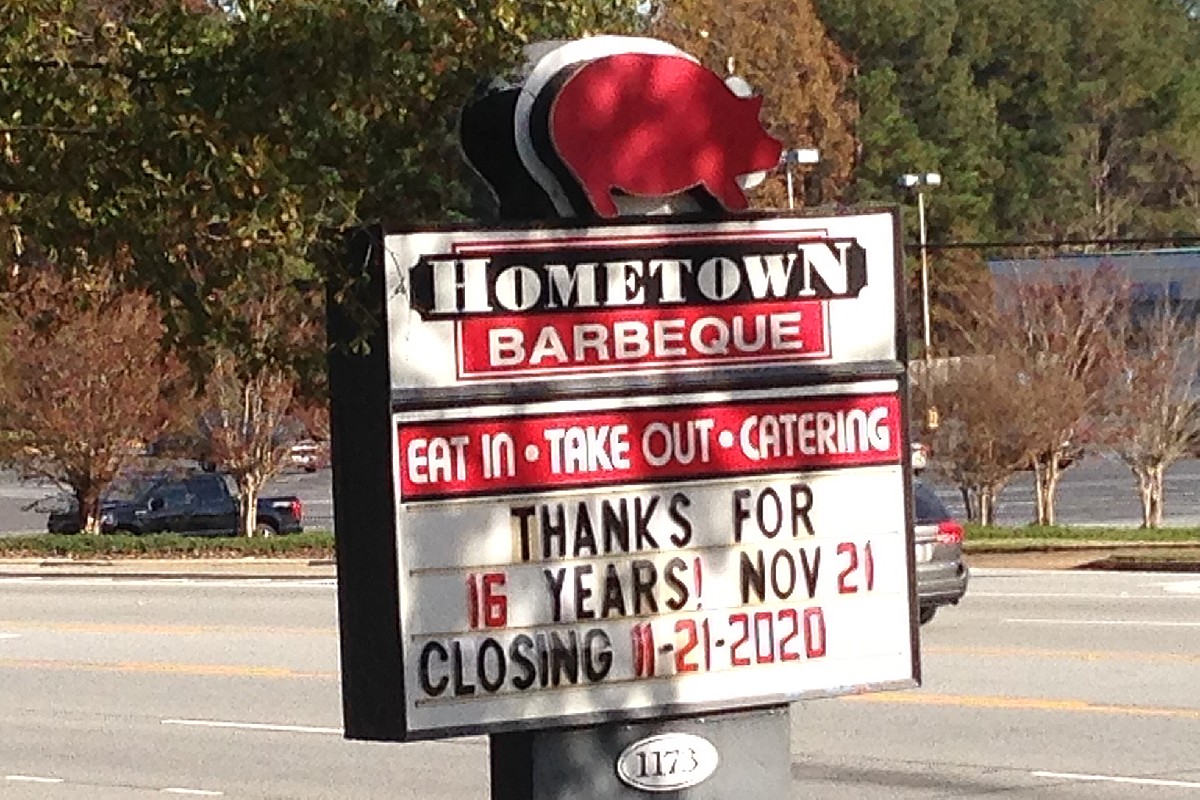 HOMETOWN
BARBEQUE
EAT IN • TAKE OUT • CATERING
THANKS FOR
16 YEARS! NOV 21
CLOSING 11-21-2020
1173